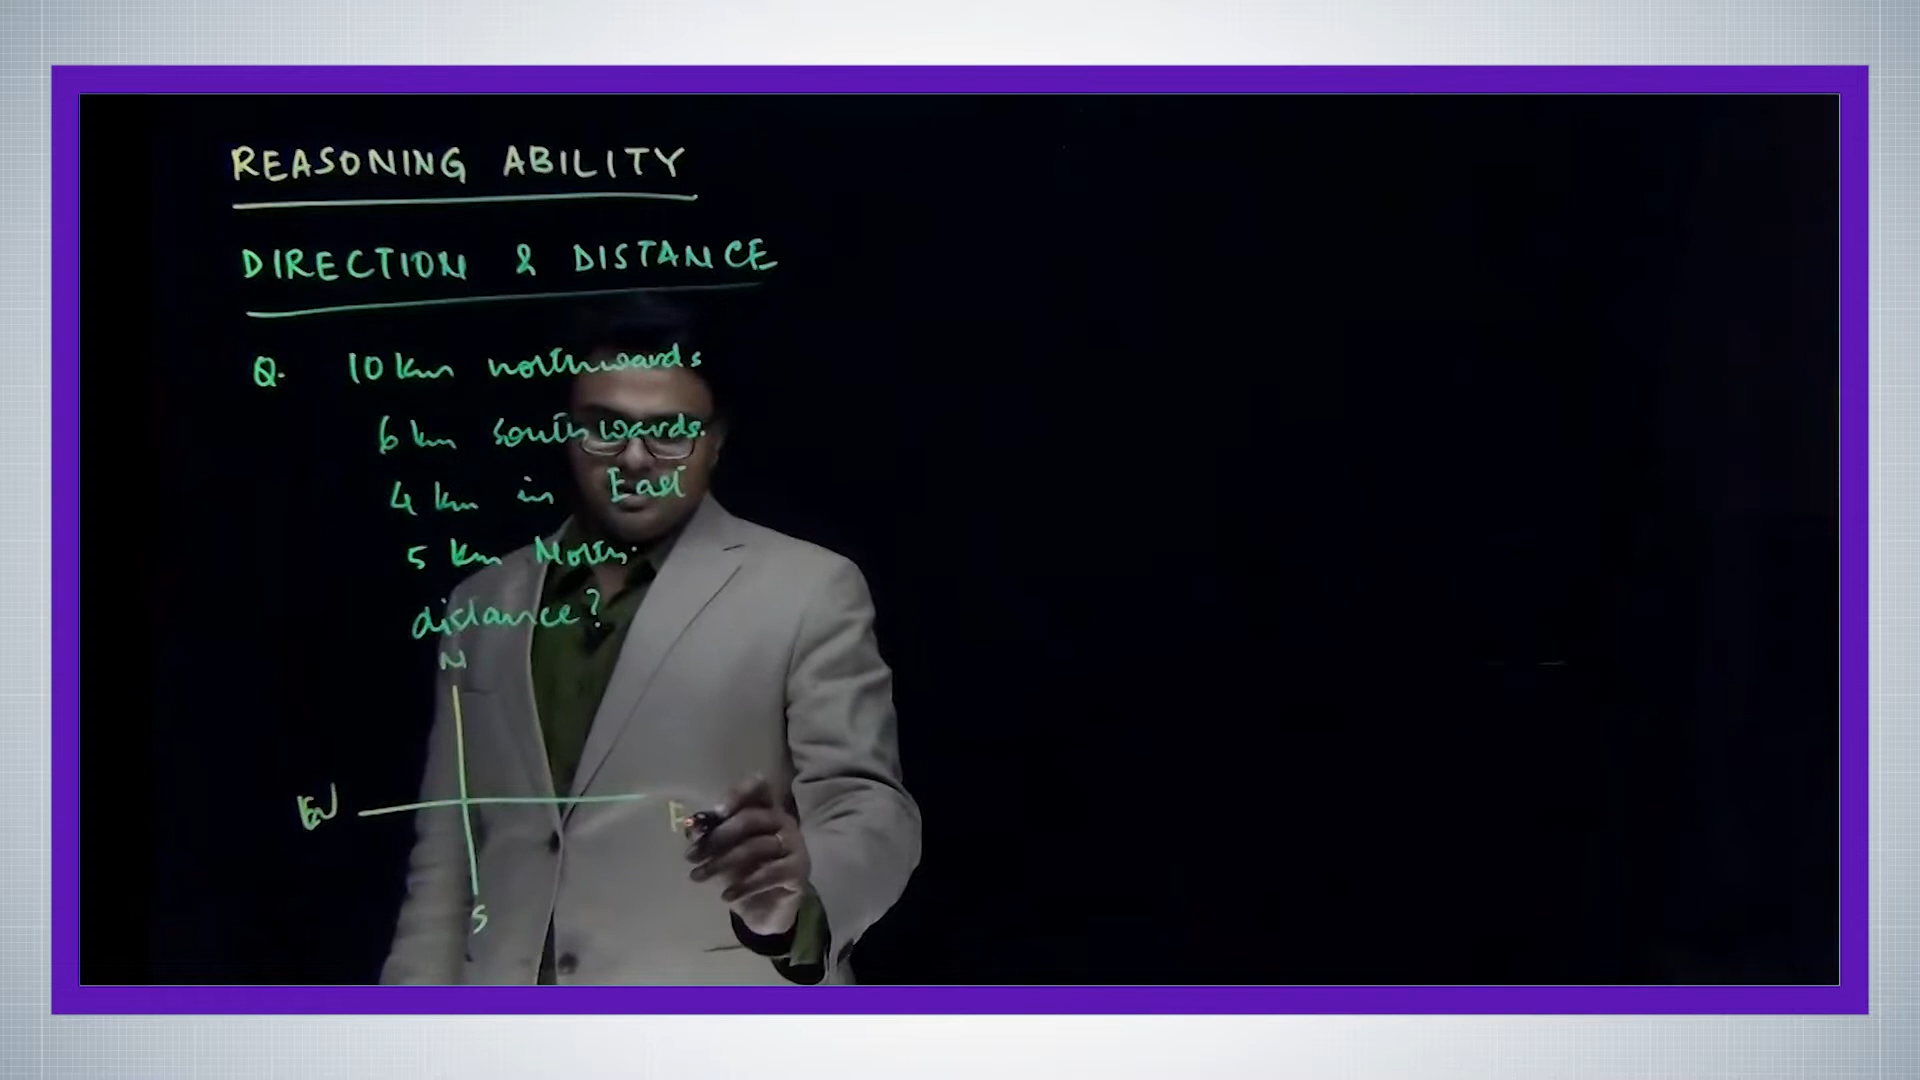 REASONING ABILITY
DIRECTION & DISTANCE
Q. 10 km northwards
6 km southwards.
4 km in East
5 km North.
distance?
N
W E
S